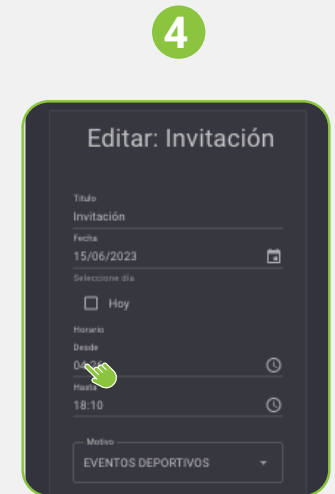 4
Editar: Invitación
Titulo
Invitación
Fecha
15/06/2023
Seleccione día
Hoy
Horario
Desde
Hasta
18:10
Motivo
EVENTOS DEPORTIVOS